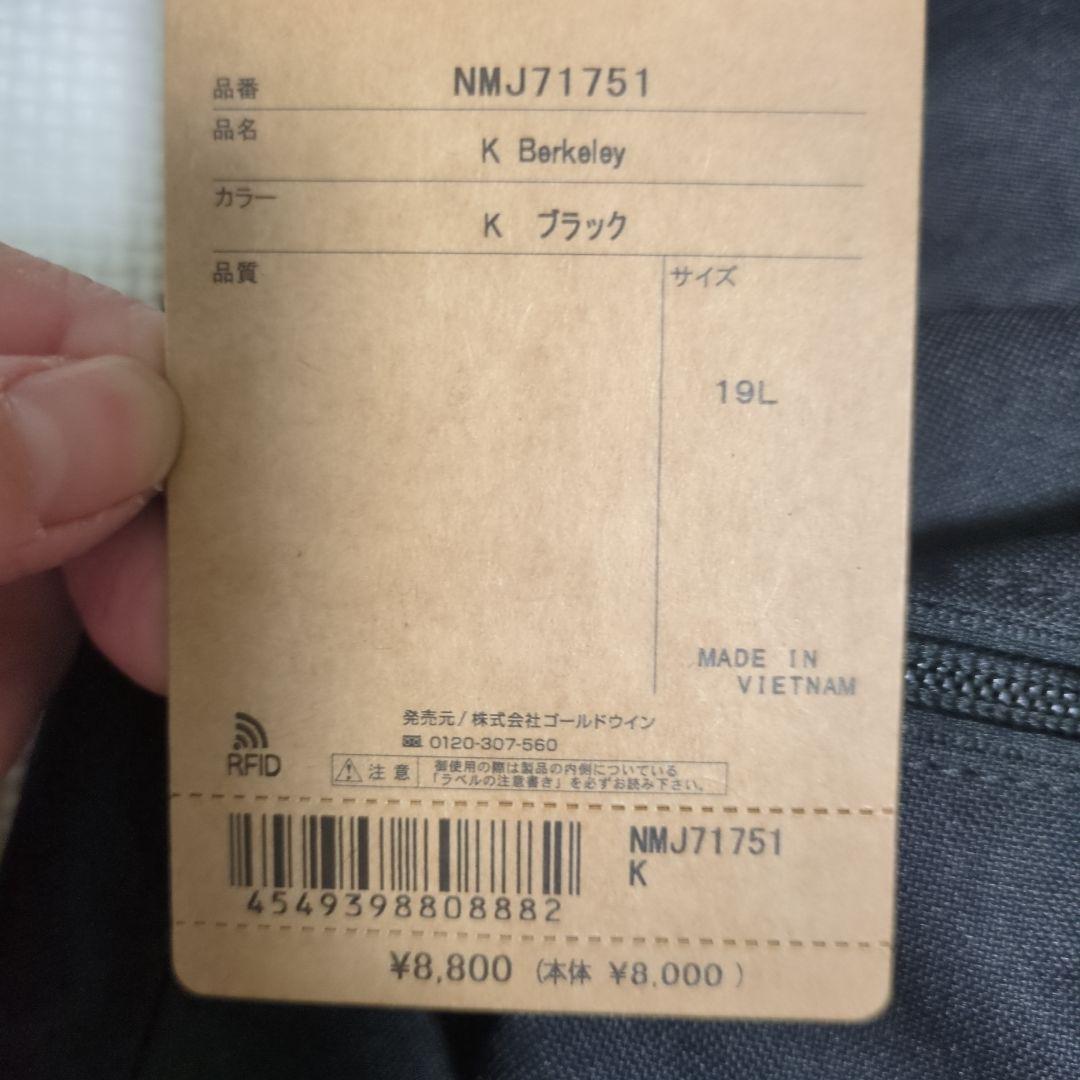 品番 NMJ71751
品名 K Berkeley
カラー K ブラック
品質 サイズ
19L
MADE IN
VIETNAM
発売元/株式会社ゴールドウイン
0120-307-560
RFID
注意 御使用の際は製品の内側についている
「ラベルの注意書き」を必ずお読み下さい。
NMJ71751
K
4549398808882
¥8,800 (本体 ¥8,000 )